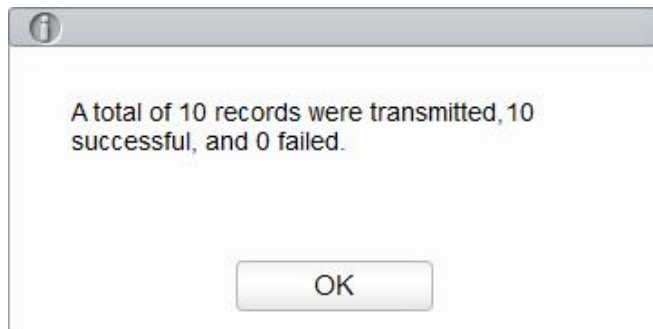 A total of 10 records were transmitted,10
successful, and 0 failed.
OK